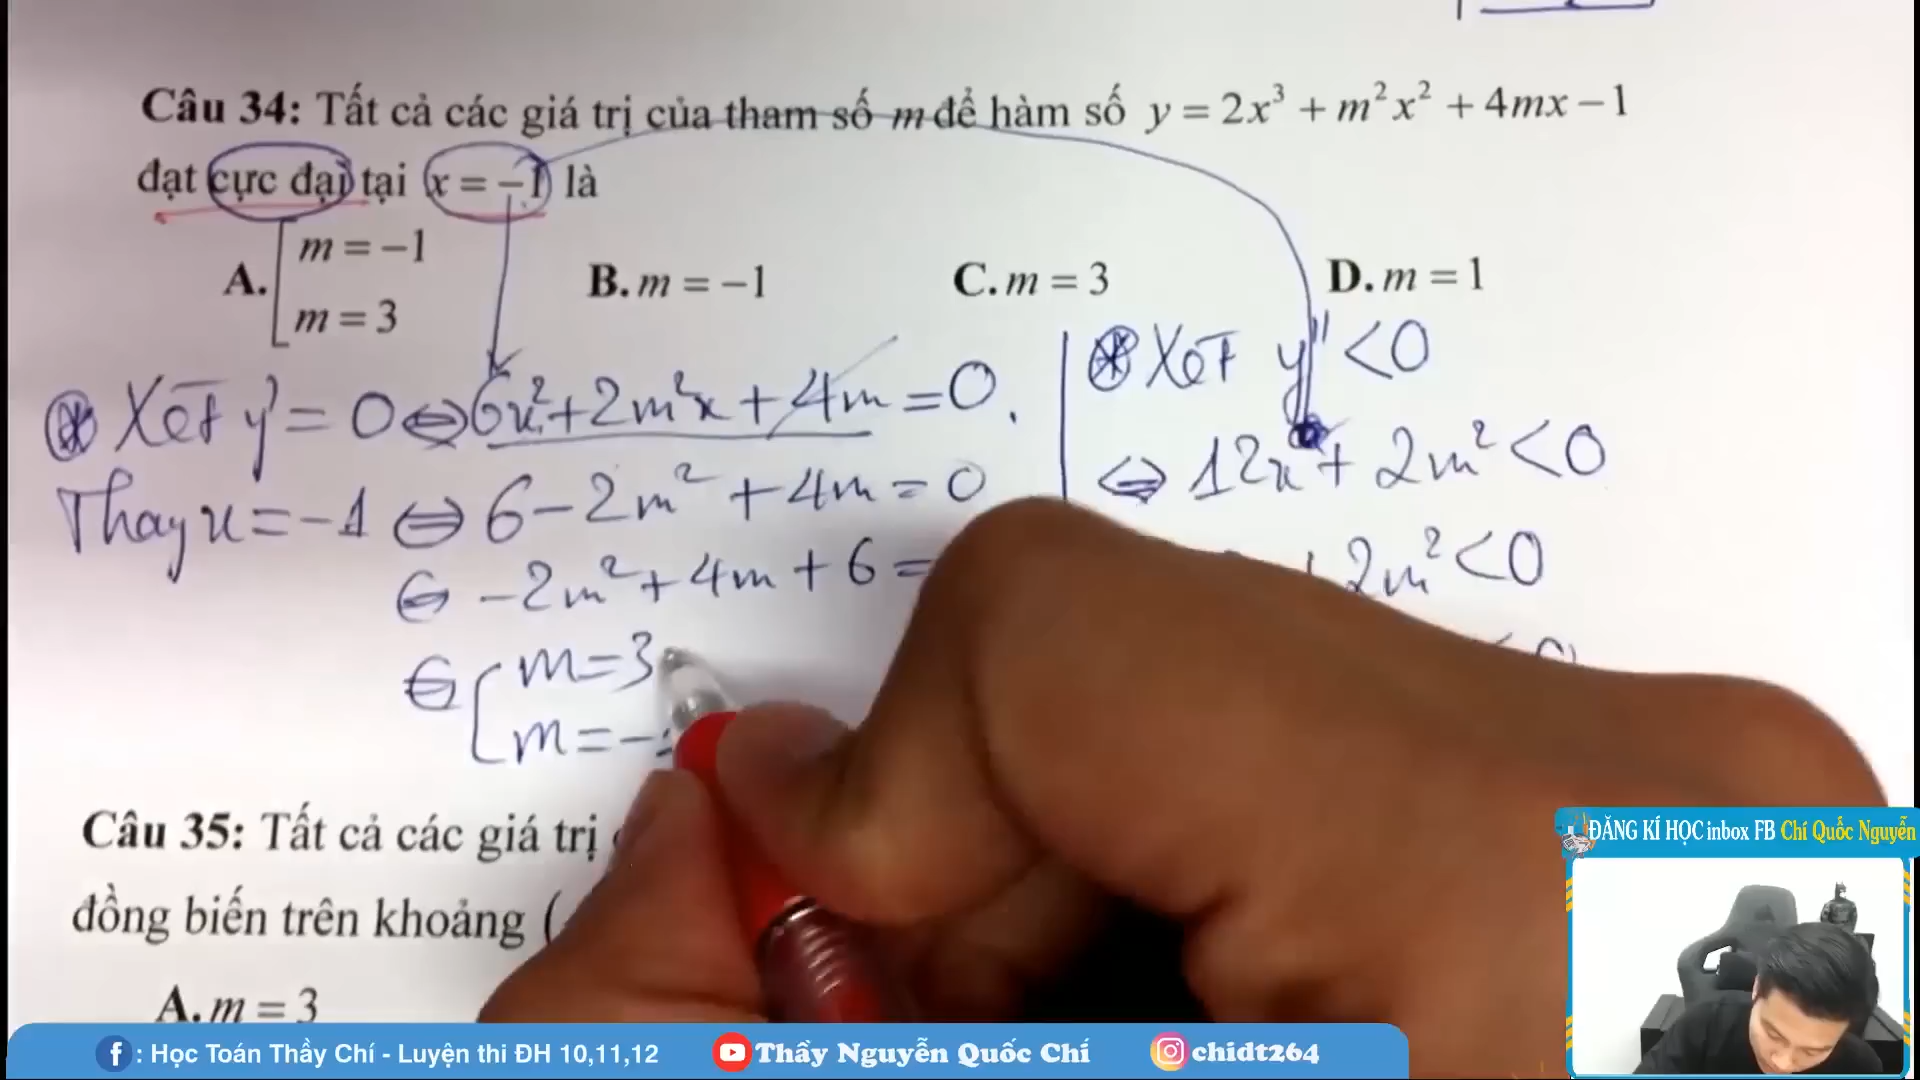 Câu 34: Tất cả các giá trị của tham số m để hàm số y = 2x³ + m²x² + 4mx − 1
đạt cực đại tại x = −1 là
A. [ m = −1
m = 3
B. m = −1
C. m = 3
D. m = 1
⊛ Xét y' = 0 ⇔ 6x² + 2m²x + 4m = 0.
Thay x = −1 ⇔ 6 − 2m² + 4m = 0
⇔ −2m² + 4m + 6 =
⇔ [ m = 3
m = −
⊛ Xét y'' < 0
⇔ 12x + 2m² < 0
2m² < 0
Câu 35: Tất cả các giá trị
đồng biến trên khoảng (
A. m = 3
ĐĂNG KÍ HỌC inbox FB Chí Quốc Nguyễn
: Học Toán Thầy Chí - Luyện thi ĐH 10,11,12
Thầy Nguyễn Quốc Chí
chidt264